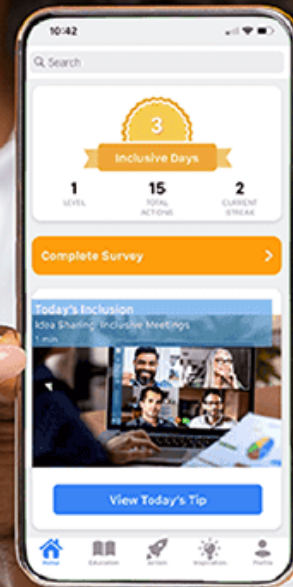 10:42
Search
3
Inclusive Days
1
LEVEL
15
TOTAL
ACTIONS
2
CURRENT
STREAK
Complete Survey
Today's Inclusion
Idea Sharing, Inclusive Meetings
1 min
View Today's Tip
Home
Education
Action
Inspiration
Profile